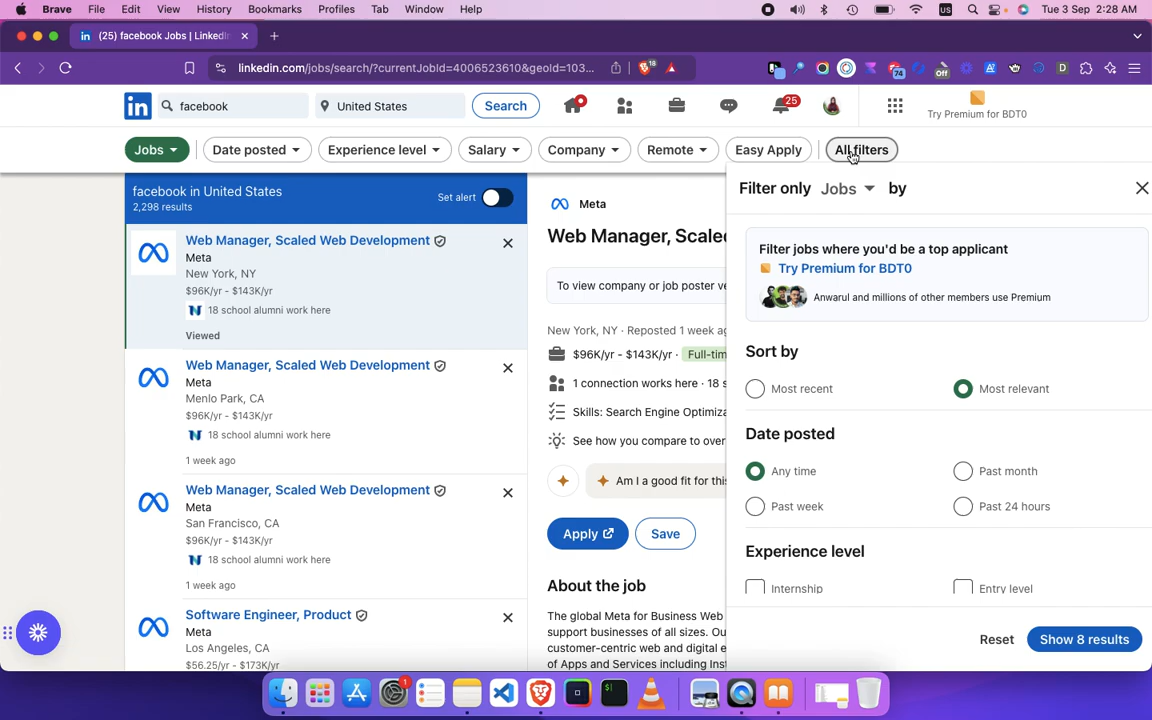 Brave File Edit View History Bookmarks Profiles Tab Window Help US Tue 3 Sep 2:28 AM
in (25) facebook Jobs | LinkedIn
linkedin.com/jobs/search/?currentJobId=4006523610&geoId=103... 18 74 Off D
in facebook United States Search 25 Try Premium for BDT0
Jobs Date posted Experience level Salary Company Remote Easy Apply All filters
facebook in United States
2,298 results
Set alert
Web Manager, Scaled Web Development
Meta
New York, NY
$96K/yr - $143K/yr
18 school alumni work here
Viewed
Web Manager, Scaled Web Development
Meta
Menlo Park, CA
$96K/yr - $143K/yr
18 school alumni work here
1 week ago
Web Manager, Scaled Web Development
Meta
San Francisco, CA
$96K/yr - $143K/yr
18 school alumni work here
1 week ago
Software Engineer, Product
Meta
Los Angeles, CA
$56.25/yr - $173K/yr
Meta
Web Manager, Scale
To view company or job poster ve
New York, NY · Reposted 1 week ag
$96K/yr - $143K/yr · Full-tim
1 connection works here · 18 s
Skills: Search Engine Optimiza
See how you compare to over
Am I a good fit for this
Apply Save
About the job
The global Meta for Business Web
support businesses of all sizes. Ou
customer-centric web and digital e
of Apps and Services including Inst
Filter only Jobs by
Filter jobs where you'd be a top applicant
Try Premium for BDT0
Anwarul and millions of other members use Premium
Sort by
Most recent Most relevant
Date posted
Any time Past month
Past week Past 24 hours
Experience level
Internship Entry level
Reset Show 8 results
1